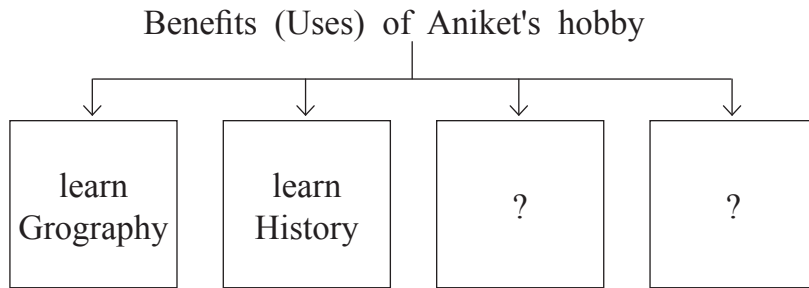 Benefits (Uses) of Aniket's hobby
learn
Grography
learn
History
?
?